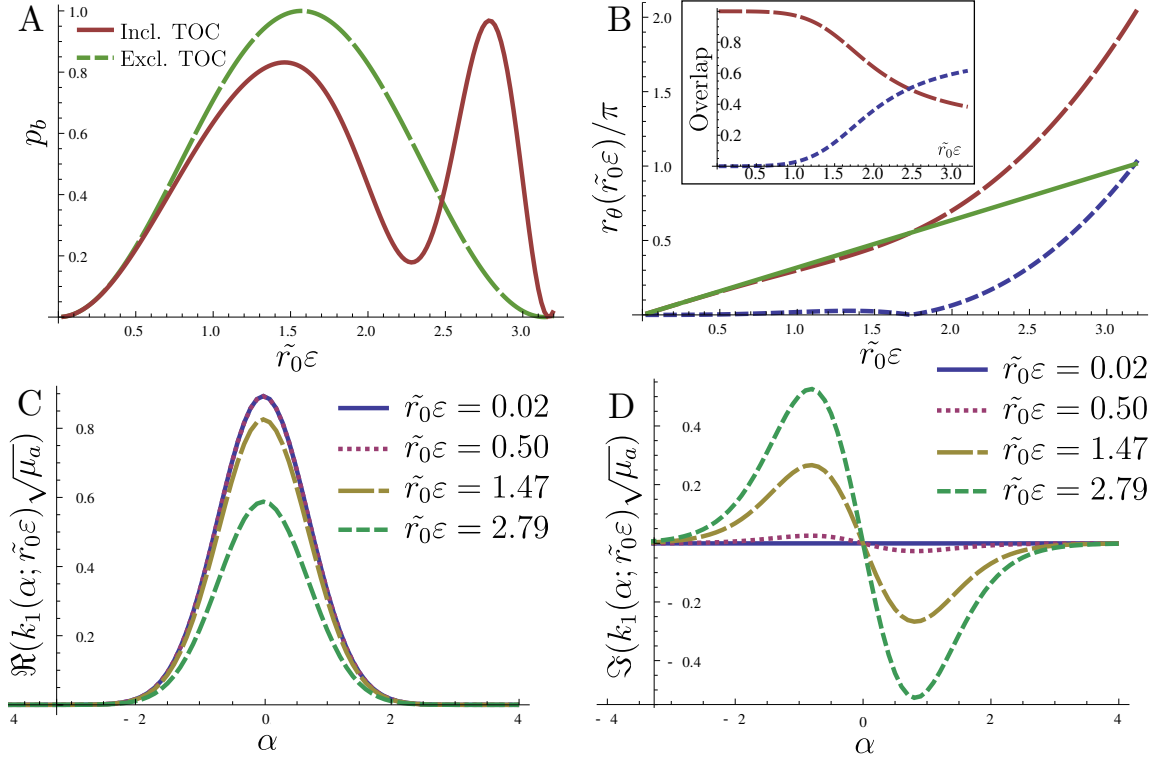 A
Incl. TOC
Excl. TOC
p_b
1.0
0.8
0.6
0.4
0.2
0.5 1.0 1.5 2.0 2.5 3.0
r̃₀ε
B
r_θ(r̃₀ε)/π
2.0
1.5
1.0
0.5
0.5 1.0 1.5 2.0 2.5 3.0
r̃₀ε
Overlap
0.8
0.6
0.4
0.2
r̃₀ε
0.5 1.0 1.5 2.0 2.5 3.0
C
ℜ(k₁(α; r̃₀ε)√μₐ)
0.8
0.6
0.4
0.2
r̃₀ε = 0.02
r̃₀ε = 0.50
r̃₀ε = 1.47
r̃₀ε = 2.79
4 - 2 0 2 4
α
D
ℑ(k₁(α; r̃₀ε)√μₐ)
0.4
0.2
- 0.2
- 0.4
r̃₀ε = 0.02
r̃₀ε = 0.50
r̃₀ε = 1.47
r̃₀ε = 2.79
- 4 - 2 0 2 4
α